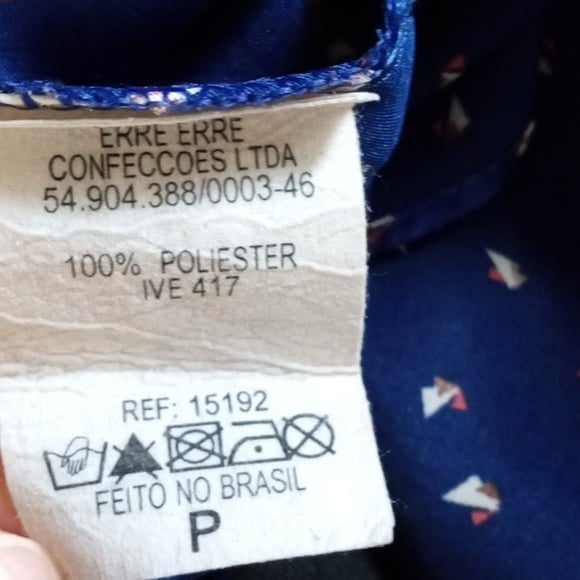 ERRE ERRE
CONFECCOES LTDA
54.904.388/0003-46
100% POLIESTER
IVE 417
REF: 15192
FEITO NO BRASIL
P